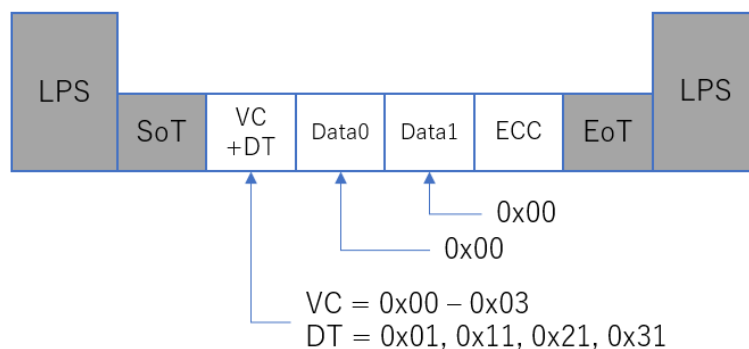 LPS
SoT
VC
+DT
Data0
Data1
ECC
EoT
LPS
0x00
0x00
VC = 0x00 – 0x03
DT = 0x01, 0x11, 0x21, 0x31